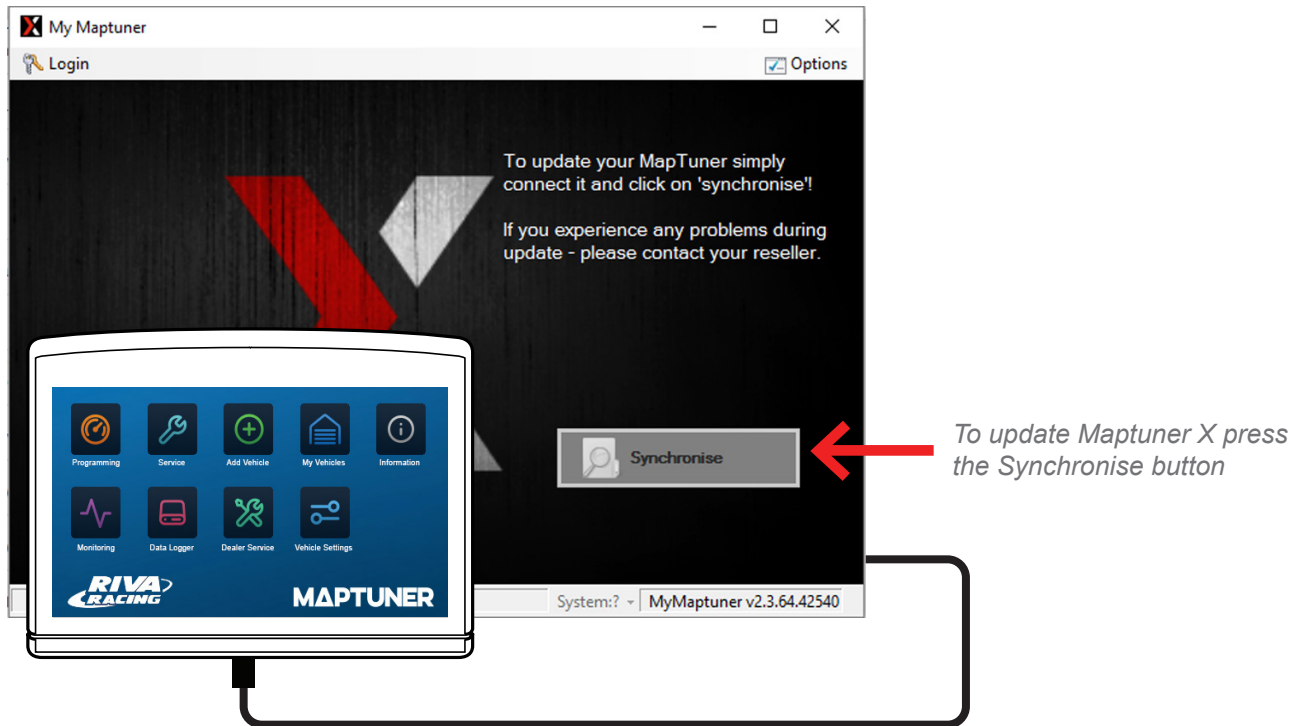 My Maptuner
Login
Options
To update your MapTuner simply
connect it and click on 'synchronise'!
If you experience any problems during
update - please contact your reseller.
Synchronise
To update Maptuner X press
the Synchronise button
Programming
Service
Add Vehicle
My Vehicles
Information
Monitoring
Data Logger
Dealer Service
Vehicle Settings
RIVA
RACING
MAPTUNER
System:?
MyMaptuner v2.3.64.42540